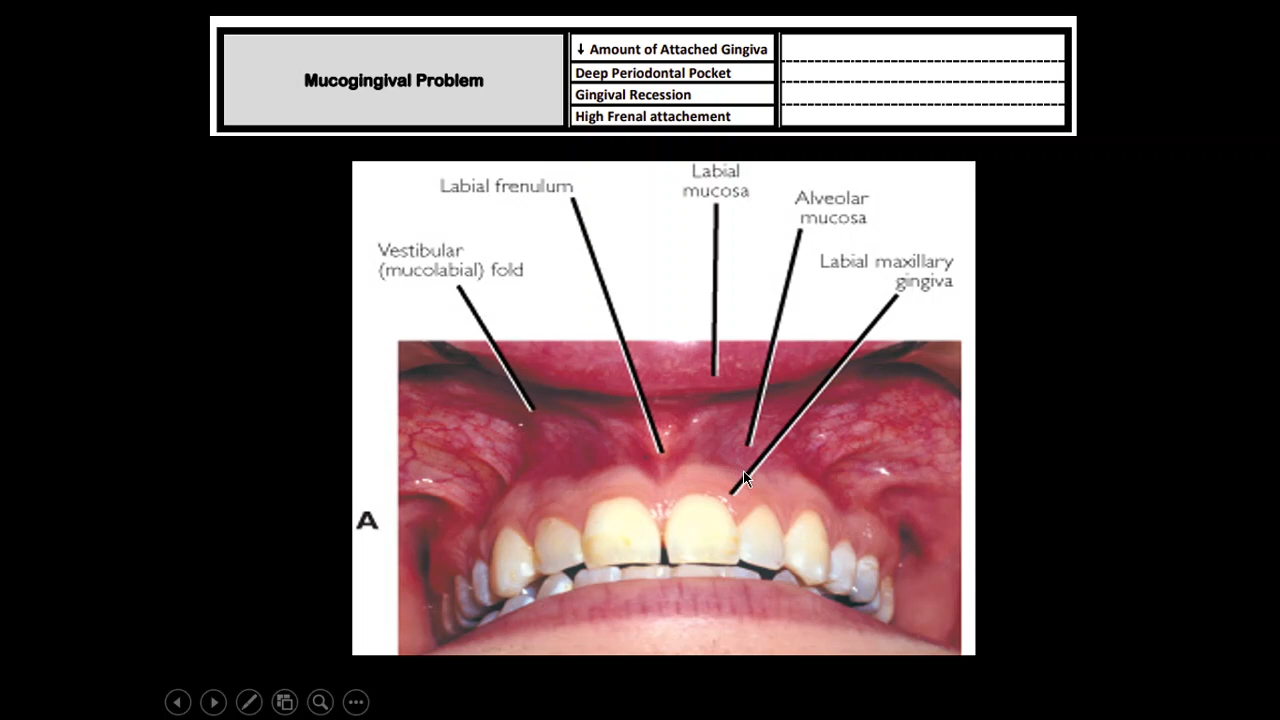 Mucogingival Problem
↓ Amount of Attached Gingiva
Deep Periodontal Pocket
Gingival Recession
High Frenal attachement
Labial frenulum
Labial
mucosa
Alveolar
mucosa
Vestibular
(mucolabial) fold
Labial maxillary
gingiva
A